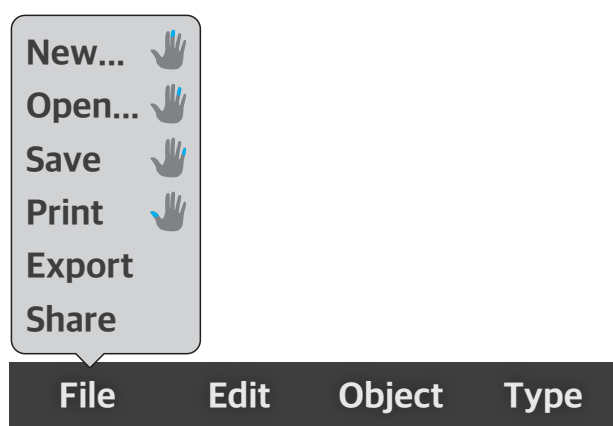 New...
Open...
Save
Print
Export
Share
File Edit Object Type